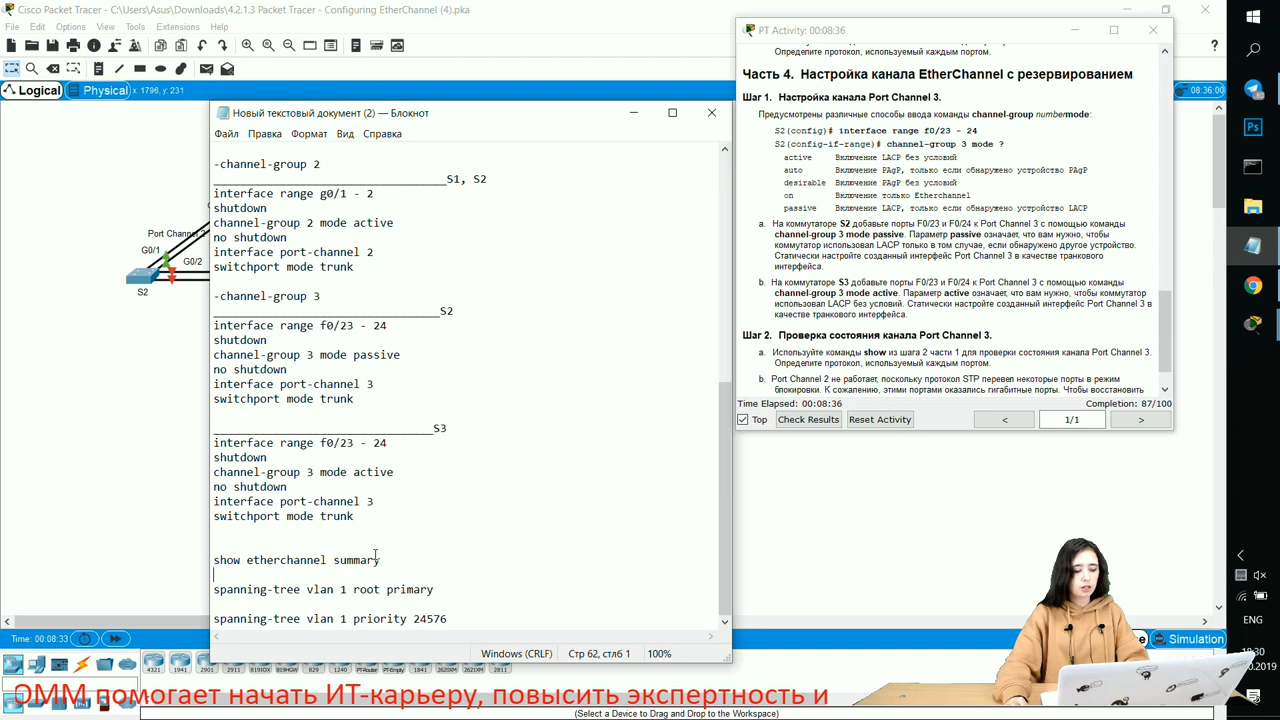 Cisco Packet Tracer - C:\Users\Asus\Downloads\4.2.1.3 Packet Tracer - Configuring EtherChannel (4).pka
File Edit Options View Tools Extensions Help
Logical Physical x: 1796, y: 231
08:36:00
Новый текстовый документ (2) — Блокнот
Файл Правка Формат Вид Справка
-channel-group 2
___________________________________S1, S2
interface range g0/1 - 2
shutdown
channel-group 2 mode active
no shutdown
interface port-channel 2
switchport mode trunk
-channel-group 3
__________________________________S2
interface range f0/23 - 24
shutdown
channel-group 3 mode passive
no shutdown
interface port-channel 3
switchport mode trunk
_________________________________S3
interface range f0/23 - 24
shutdown
channel-group 3 mode active
no shutdown
interface port-channel 3
switchport mode trunk
show etherchannel summary
spanning-tree vlan 1 root primary
spanning-tree vlan 1 priority 24576
Windows (CRLF) Стр 62, стлб 1 100%
Port Channel
G0/1
G0/2
S2
PT Activity: 00:08:36
Определите протокол, используемый каждым портом.
Часть 4. Настройка канала EtherChannel с резервированием
Шаг 1. Настройка канала Port Channel 3.
Предусмотрены различные способы ввода команды channel-group numbermode:
S2(config)# interface range f0/23 - 24
S2(config-if-range)# channel-group 3 mode ?
active Включение LACP без условий
auto Включение PAgP, только если обнаружено устройство PAgP
desirable Включение PAgP без условий
on Включение только Etherchannel
passive Включение LACP, только если обнаружено устройство LACP
a. На коммутаторе S2 добавьте порты F0/23 и F0/24 к Port Channel 3 с помощью команды
channel-group 3 mode passive. Параметр passive означает, что вам нужно, чтобы
коммутатор использовал LACP только в том случае, если обнаружено другое устройство.
Статически настройте созданный интерфейс Port Channel 3 в качестве транкового
интерфейса.
b. На коммутаторе S3 добавьте порты F0/23 и F0/24 к Port Channel 3 с помощью команды
channel-group 3 mode active. Параметр active означает, что вам нужно, чтобы коммутатор
использовал LACP без условий. Статически настройте созданный интерфейс Port Channel 3 в
качестве транкового интерфейса.
Шаг 2. Проверка состояния канала Port Channel 3.
a. Используйте команды show из шага 2 части 1 для проверки состояния канала Port Channel 3.
Определите протокол, используемый каждым портом.
b. Port Channel 2 не работает, поскольку протокол STP перевел некоторые порты в режим
блокировки. К сожалению, этими портами оказались гигабитные порты. Чтобы восстановить
Time Elapsed: 00:08:36 Completion: 87/100
Top Check Results Reset Activity < 1/1 >
Time: 00:08:33
Simulation
4321 1941 2901 2911 819IOX 819HGW 829 1240 PT-Router PT-Empty 1841 2620XM 2621XM 2811
(Select a Device to Drag and Drop to the Workspace)
ENG
ОММ помогает начать ИТ-карьеру, повысить экспертность и